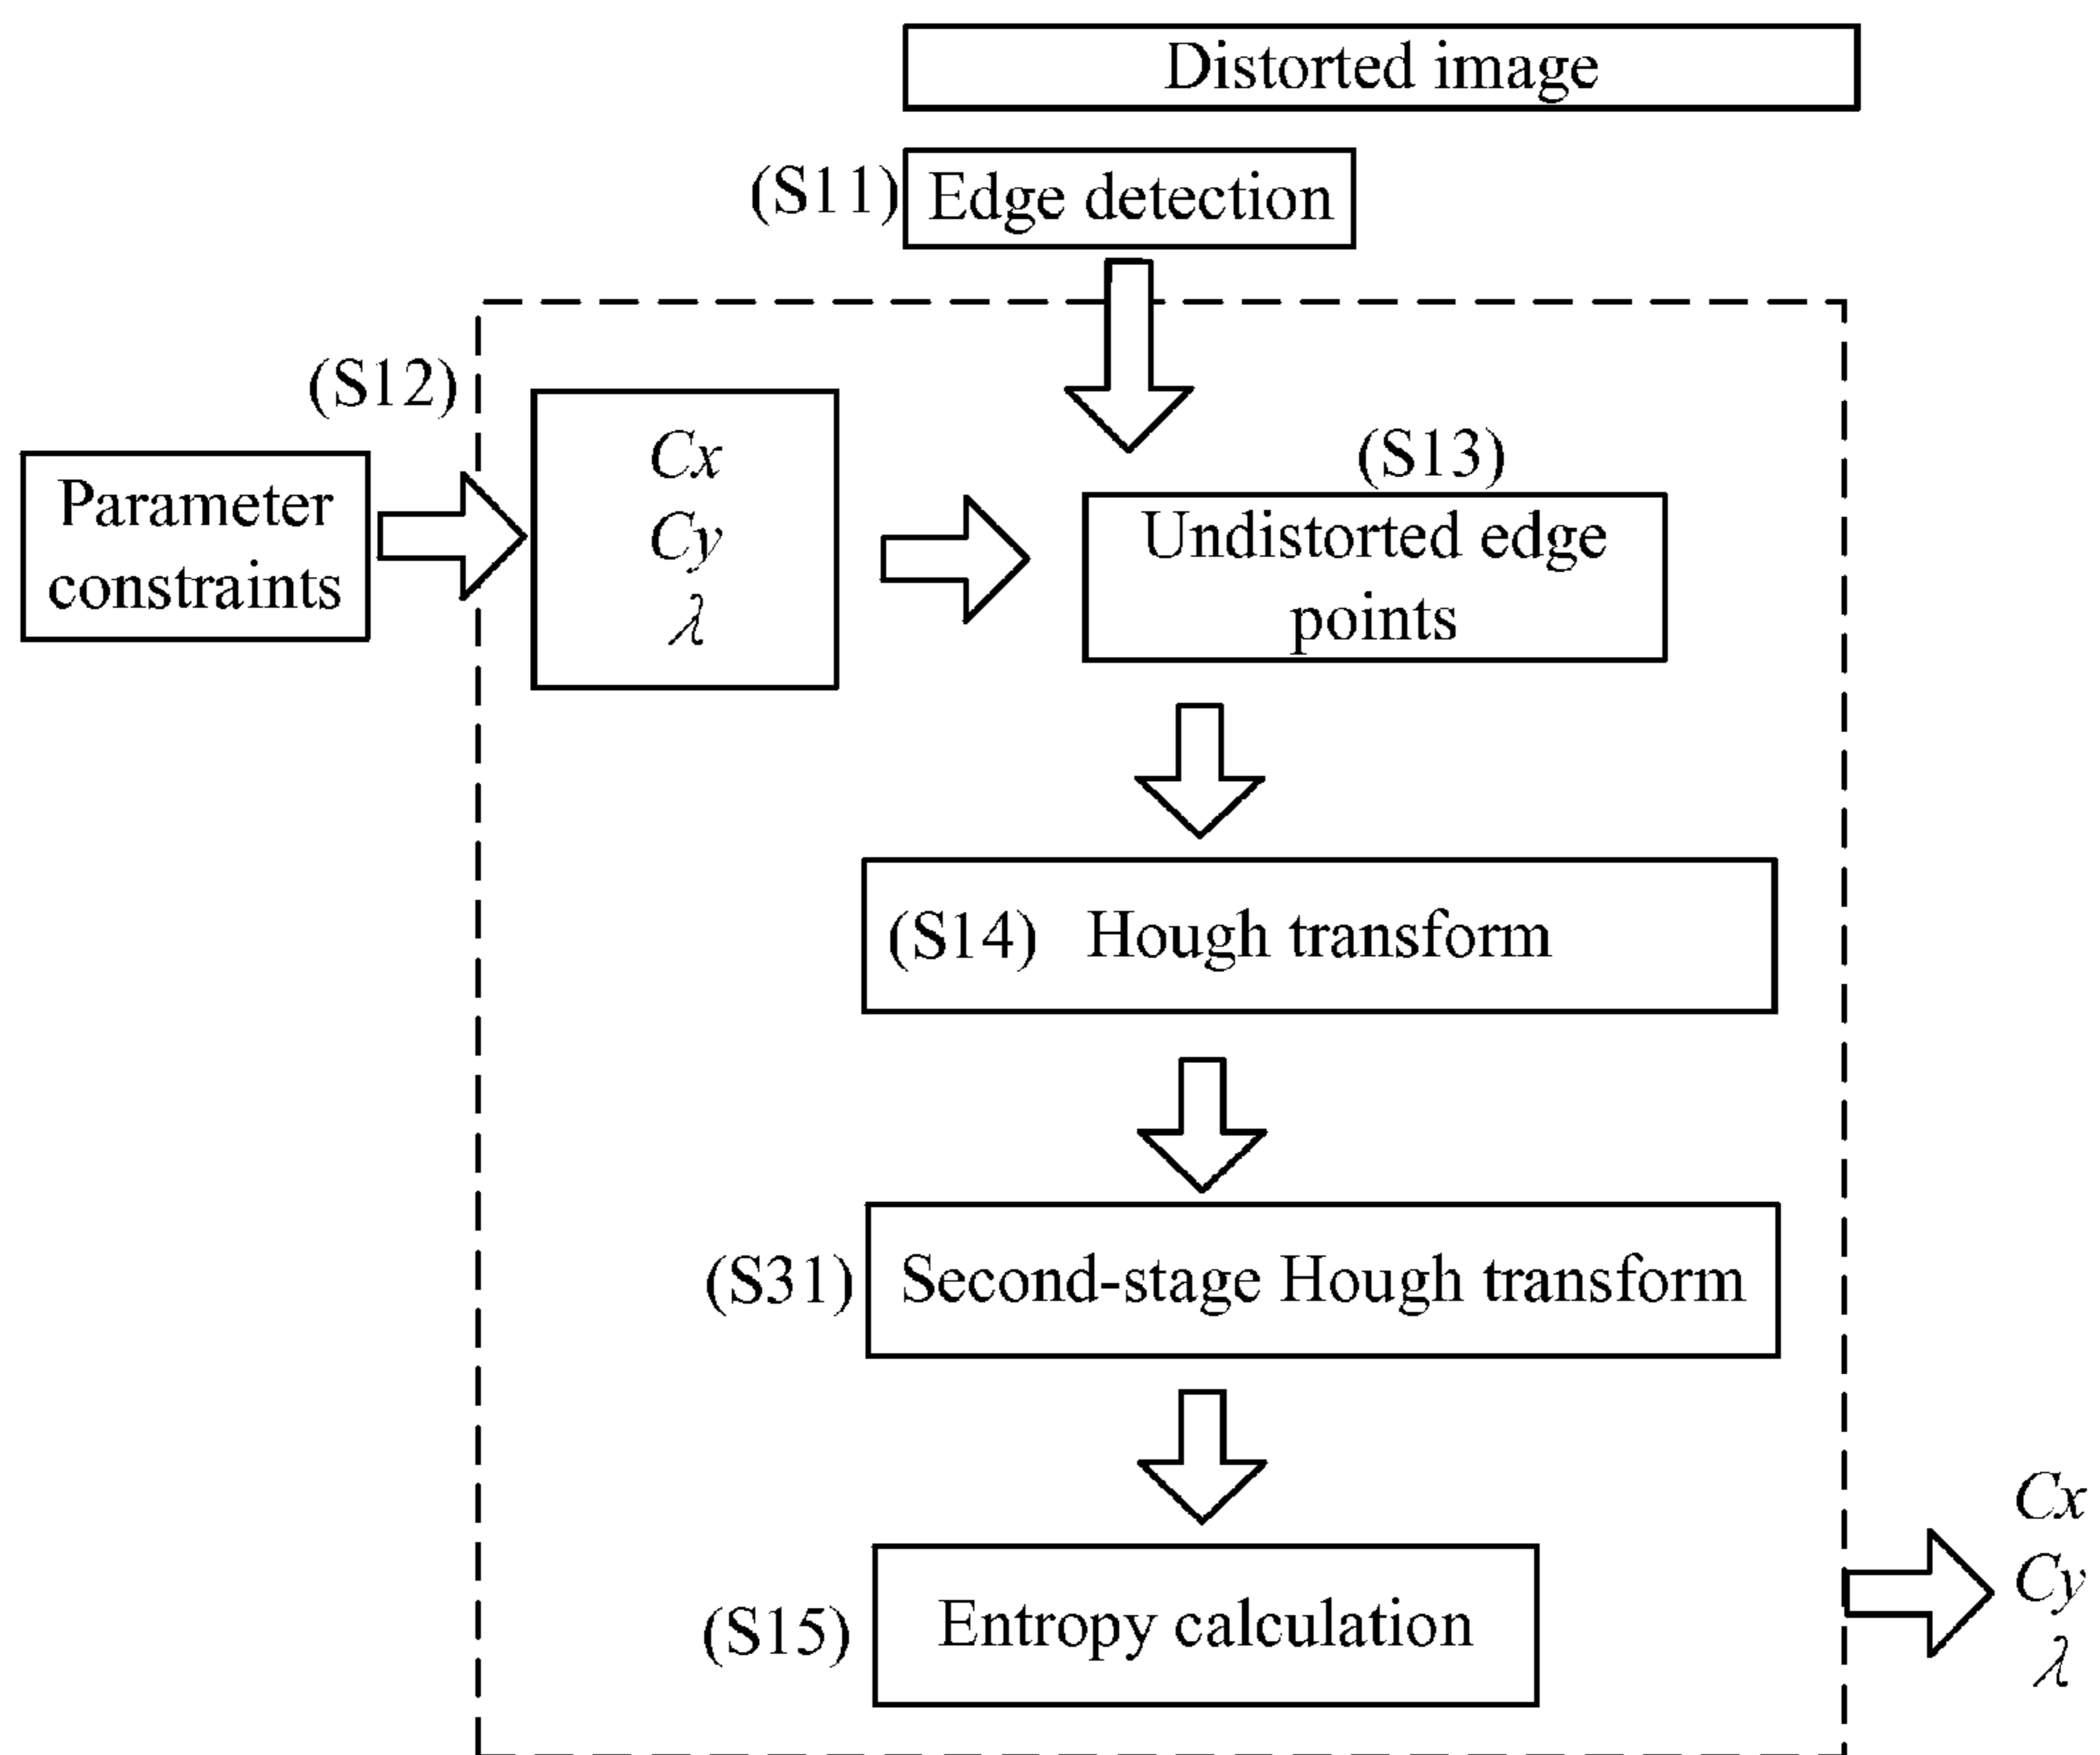 Distorted image
(S11) Edge detection
(S12)
Parameter
constraints
Cx
Cy
λ
(S13)
Undistorted edge
points
(S14) Hough transform
(S31) Second-stage Hough transform
(S15) Entropy calculation
Cx
Cy
λ